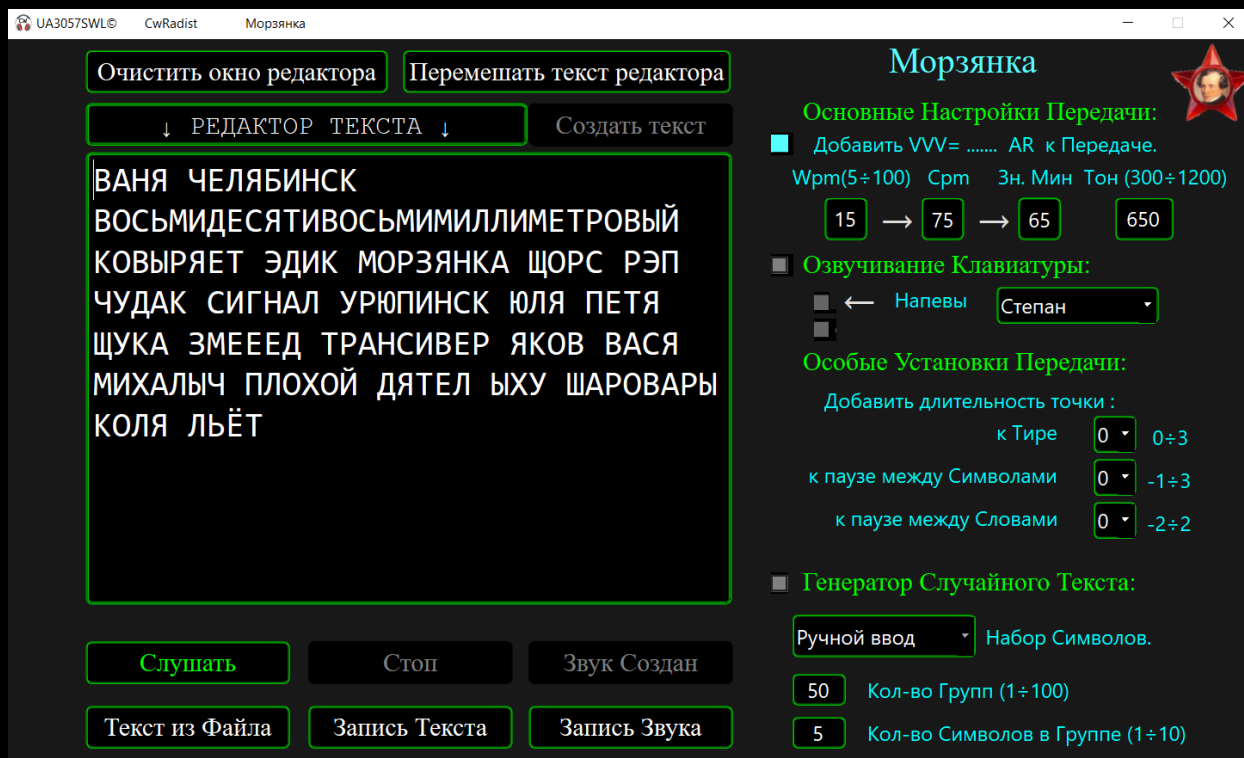 UA3057SWL© CwRadist Морзянка
Очистить окно редактора Перемешать текст редактора
↓ РЕДАКТОР ТЕКСТА ↓ Создать текст
ВАНЯ ЧЕЛЯБИНСК
ВОСЬМИДЕСЯТИВОСЬМИМИЛЛИМЕТРОВЫЙ
КОВЫРЯЕТ ЭДИК МОРЗЯНКА ЩОРС РЭП
ЧУДАК СИГНАЛ УРЮПИНСК ЮЛЯ ПЕТЯ
ЩУКА ЗМЕЕЕД ТРАНСИВЕР ЯКОВ ВАСЯ
МИХАЛЫЧ ПЛОХОЙ ДЯТЕЛ ЫХУ ШАРОВАРЫ
КОЛЯ ЛЬЁТ
Слушать Стоп Звук Создан
Текст из Файла Запись Текста Запись Звука
Морзянка
Основные Настройки Передачи:
Добавить VVV= ....... AR к Передаче.
Wpm(5÷100) Cpm Зн. Мин Тон (300÷1200)
15 → 75 → 65 650
Озвучивание Клавиатуры:
← Напевы Степан
Особые Установки Передачи:
Добавить длительность точки :
к Тире 0 0÷3
к паузе между Символами 0 -1÷3
к паузе между Словами 0 -2÷2
Генератор Случайного Текста:
Ручной ввод Набор Символов.
50 Кол-во Групп (1÷100)
5 Кол-во Символов в Группе (1÷10)